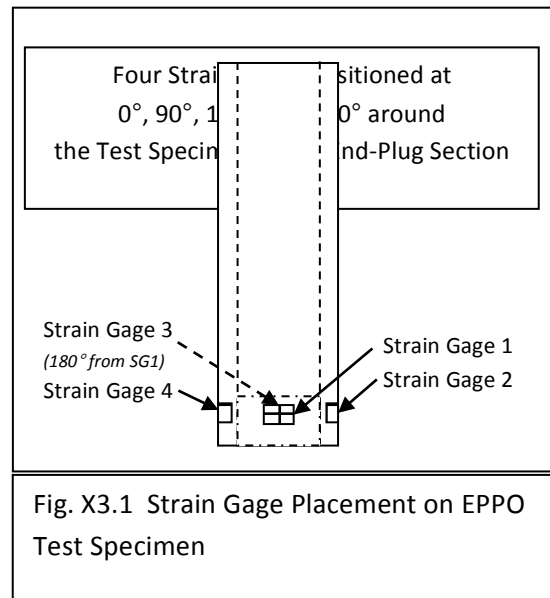 Four Strai sitioned at
0°, 90°, 1 0° around
the Test Specim nd-Plug Section
Strain Gage 3
(180° from SG1)
Strain Gage 4
Strain Gage 1
Strain Gage 2
Fig. X3.1 Strain Gage Placement on EPPO
Test Specimen